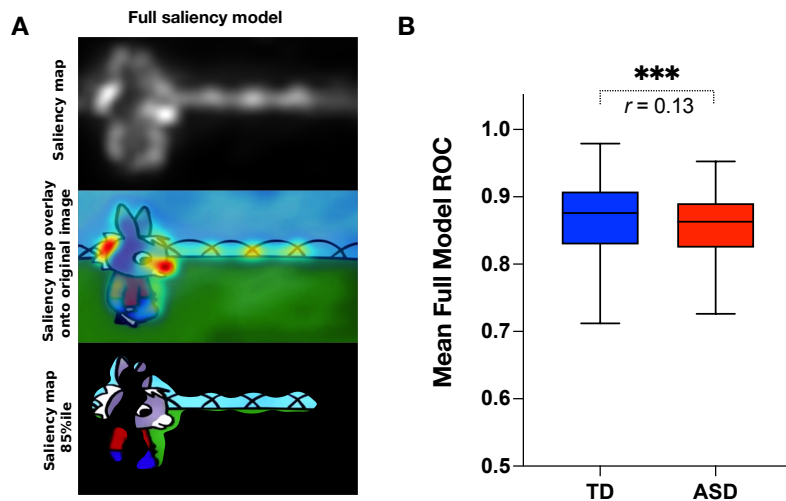 A
Full saliency model
Saliency map
Saliency map overlay
onto original image
Saliency map
85%ile
B
***
r = 0.13
Mean Full Model ROC
1.0
0.9
0.8
0.7
0.6
0.5
TD
ASD